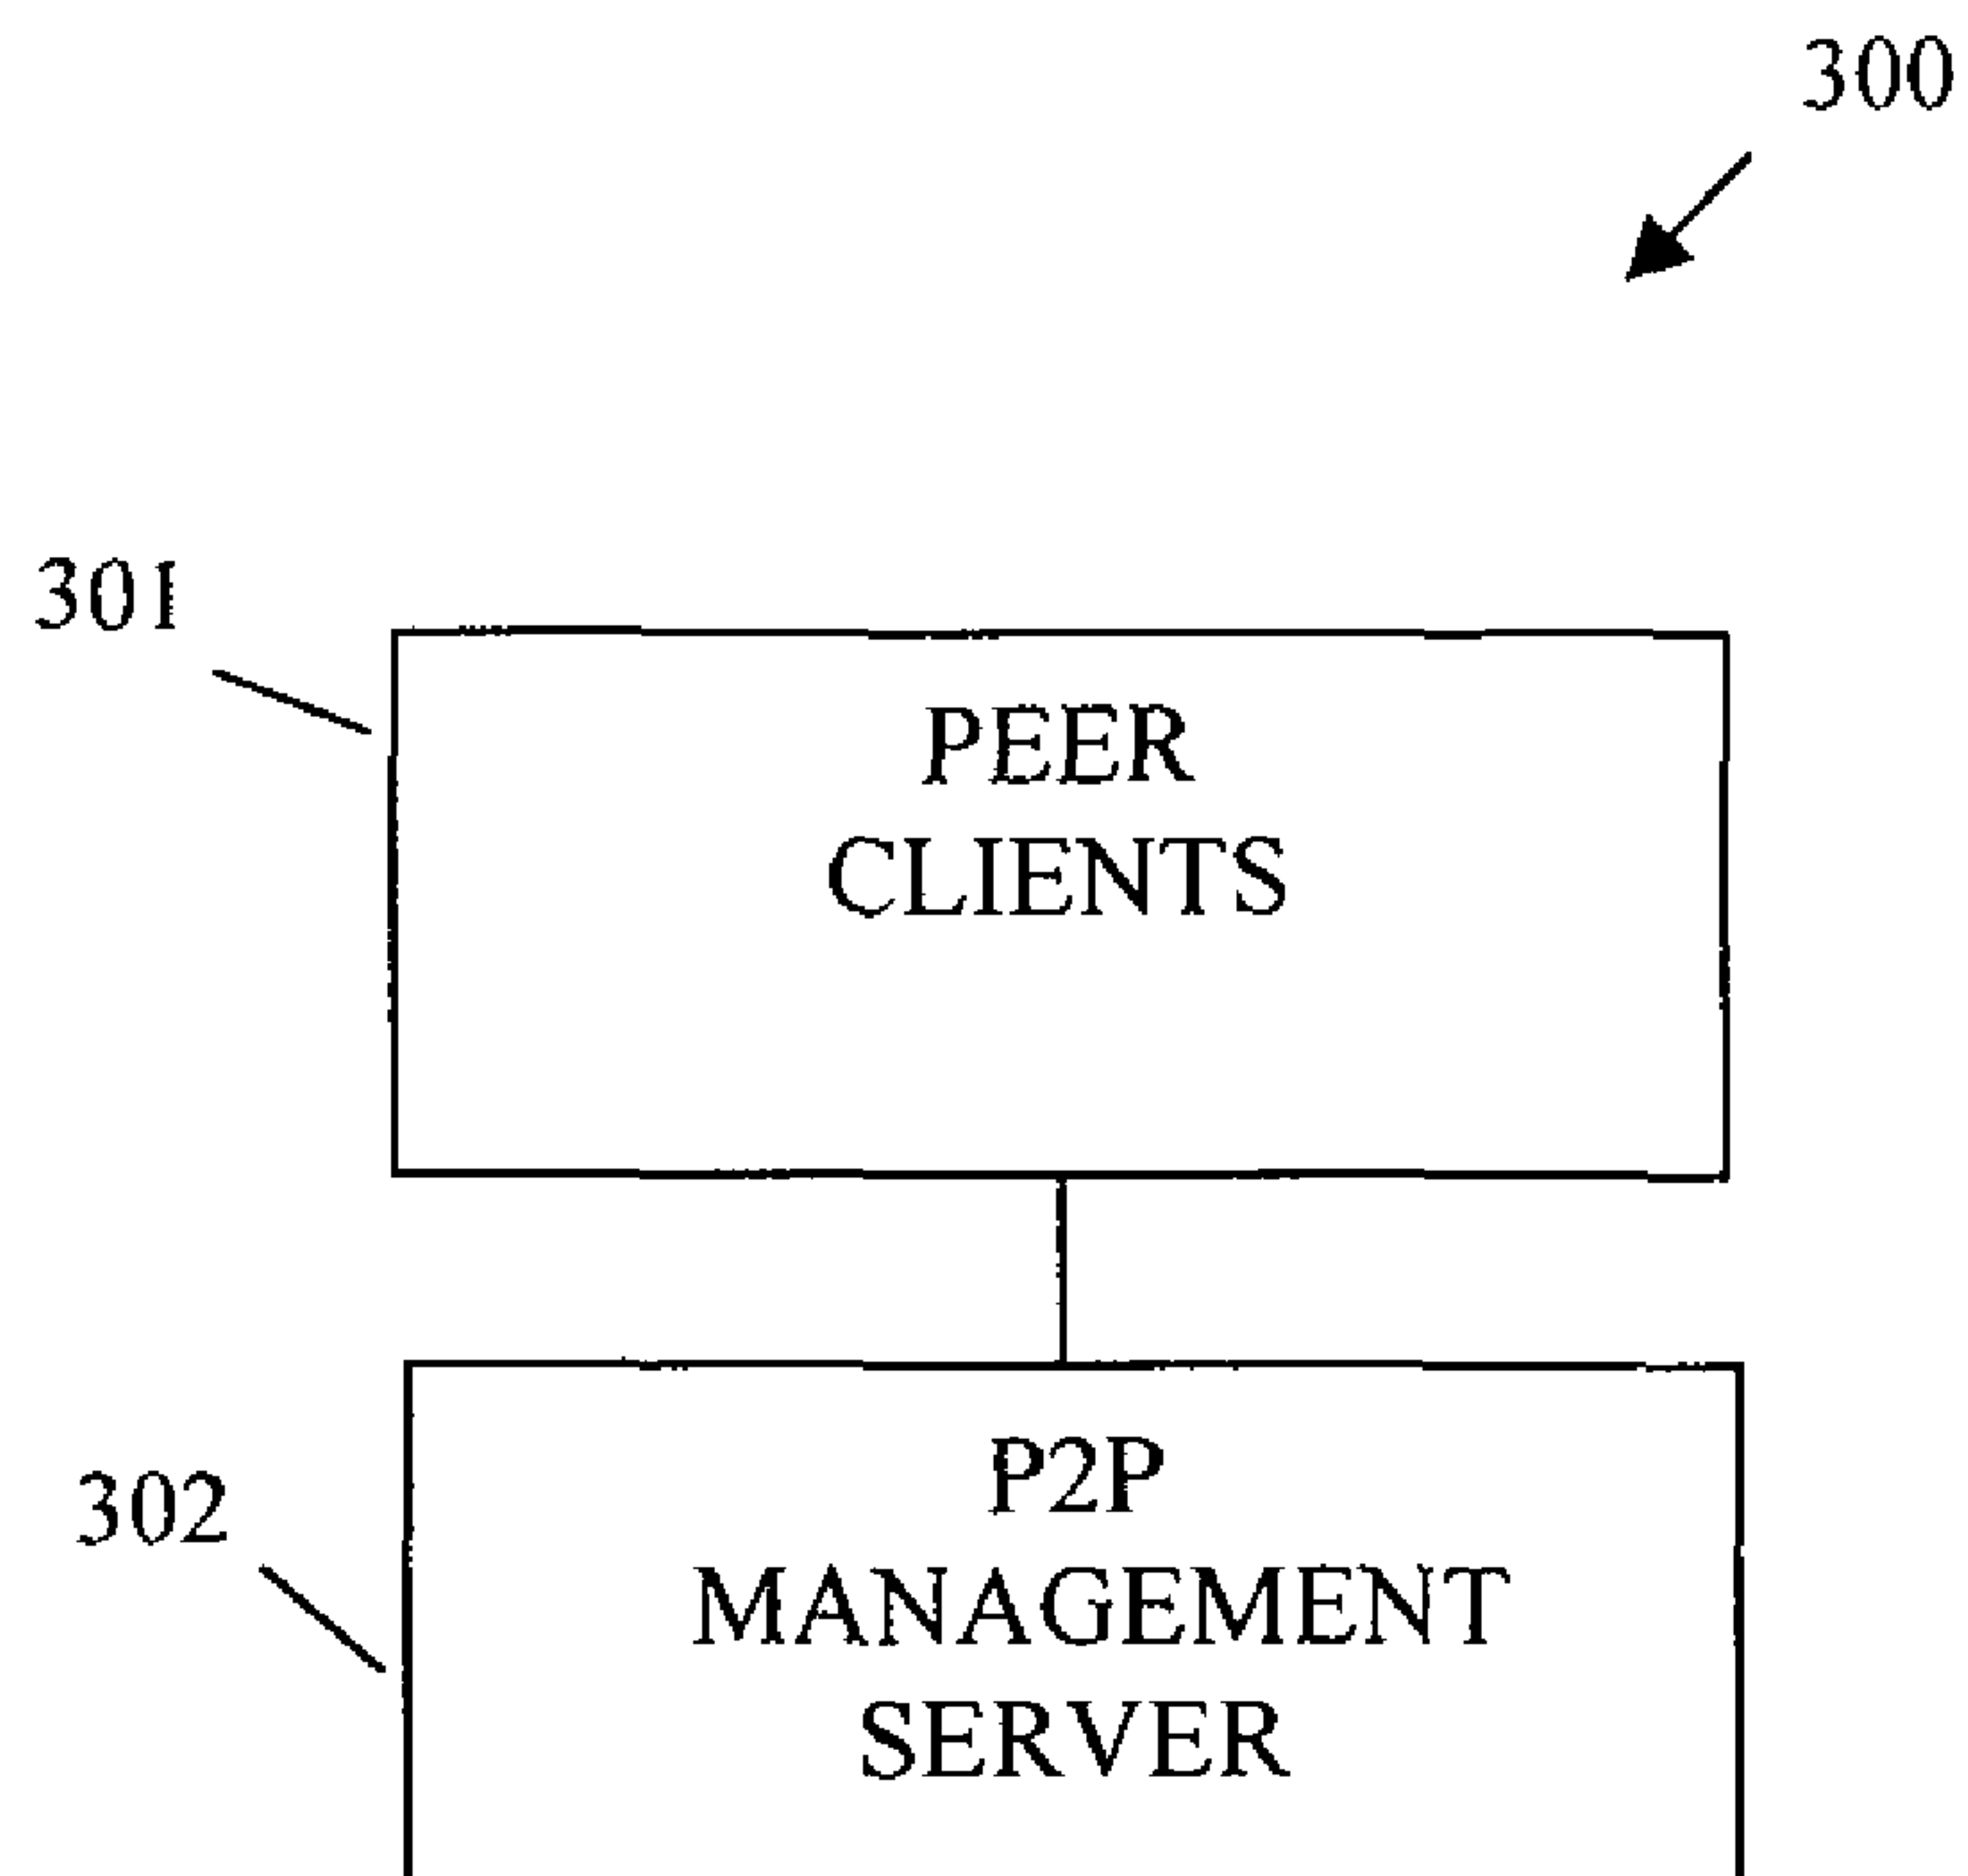 300
301
PEER
CLIENTS
P2P
302
MANAGEMENT
SERVER